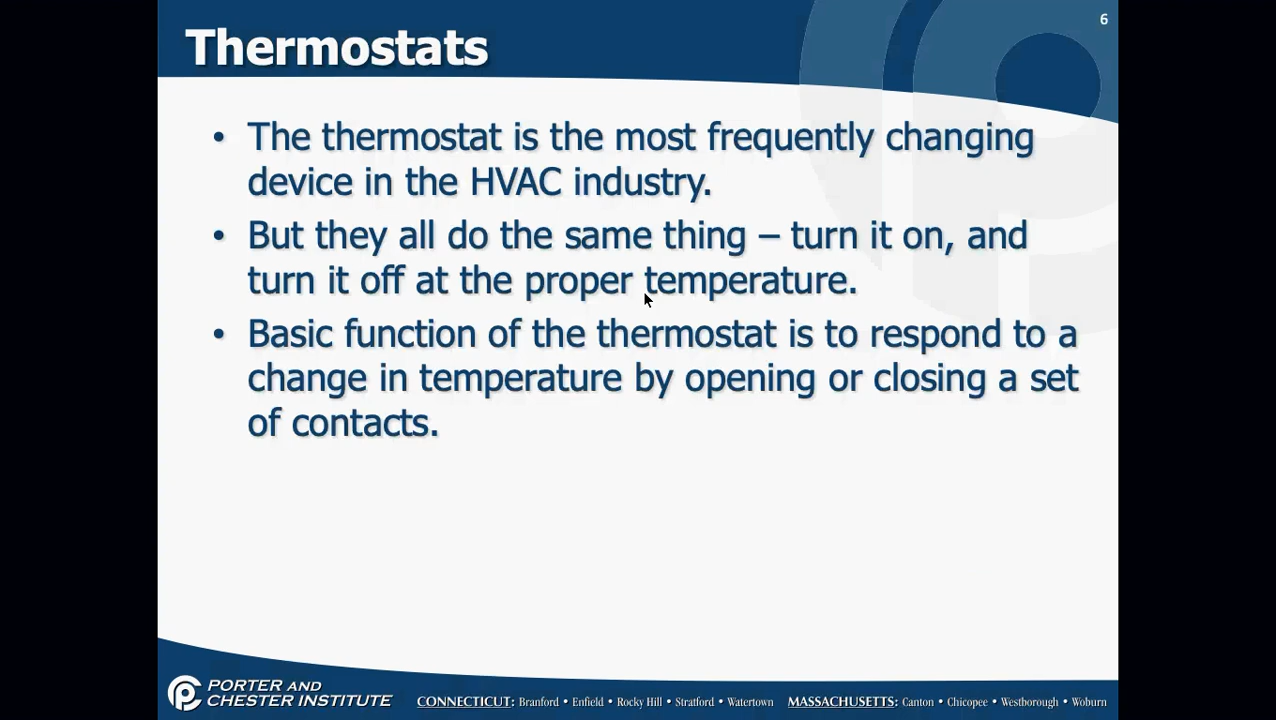 6
Thermostats
• The thermostat is the most frequently changing
device in the HVAC industry.
• But they all do the same thing – turn it on, and
turn it off at the proper temperature.
• Basic function of the thermostat is to respond to a
change in temperature by opening or closing a set
of contacts.
PORTER AND
CHESTER INSTITUTE
CONNECTICUT: Branford • Enfield • Rocky Hill • Stratford • Watertown MASSACHUSETTS: Canton • Chicopee • Westborough • Woburn